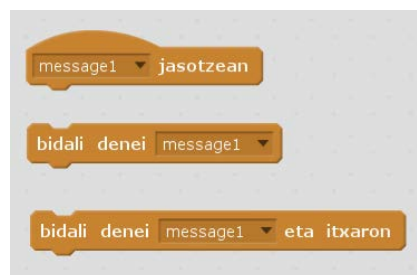 message1 jasotzean
bidali denei message1
bidali denei message1 eta itxaron